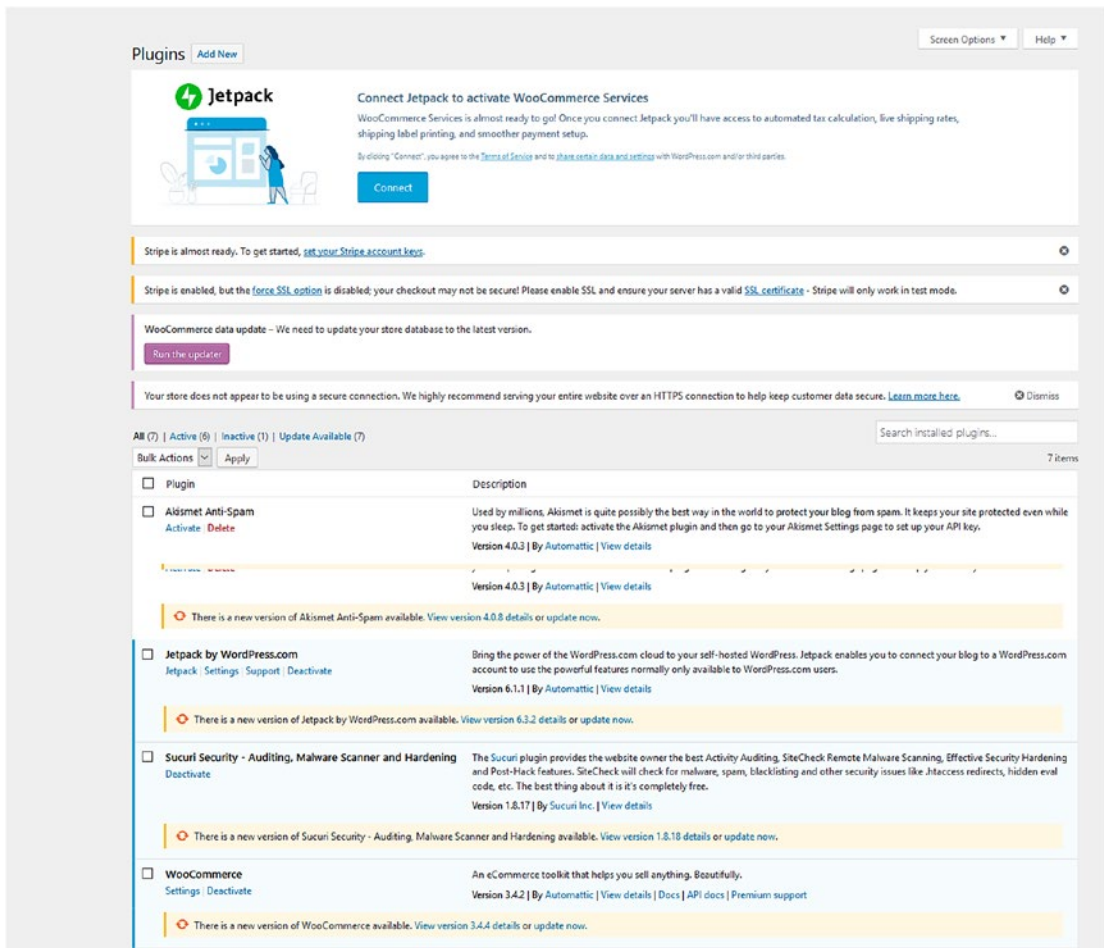 Screen Options ▼ Help ▼
Plugins Add New
Jetpack
Connect Jetpack to activate WooCommerce Services
WooCommerce Services is almost ready to go! Once you connect Jetpack you'll have access to automated tax calculation, live shipping rates,
shipping label printing, and smoother payment setup.
By clicking "Connect", you agree to the Terms of Service and to share certain data and settings with WordPress.com and/or third parties.
Connect
Stripe is almost ready. To get started, set your Stripe account keys.
Stripe is enabled, but the force SSL option is disabled; your checkout may not be secure! Please enable SSL and ensure your server has a valid SSL certificate - Stripe will only work in test mode.
WooCommerce data update – We need to update your store database to the latest version.
Run the updater
Your store does not appear to be using a secure connection. We highly recommend serving your entire website over an HTTPS connection to help keep customer data secure. Learn more here. Dismiss
All (7) | Active (6) | Inactive (1) | Update Available (7)
Search installed plugins...
Bulk Actions Apply 7 items
Plugin Description
Akismet Anti-Spam
Activate | Delete
Used by millions, Akismet is quite possibly the best way in the world to protect your blog from spam. It keeps your site protected even while
you sleep. To get started: activate the Akismet plugin and then go to your Akismet Settings page to set up your API key.
Version 4.0.3 | By Automattic | View details
Version 4.0.3 | By Automattic | View details
There is a new version of Akismet Anti-Spam available. View version 4.0.8 details or update now.
Jetpack by WordPress.com
Jetpack | Settings | Support | Deactivate
Bring the power of the WordPress.com cloud to your self-hosted WordPress. Jetpack enables you to connect your blog to a WordPress.com
account to use the powerful features normally only available to WordPress.com users.
Version 6.1.1 | By Automattic | View details
There is a new version of Jetpack by WordPress.com available. View version 6.3.2 details or update now.
Sucuri Security - Auditing, Malware Scanner and Hardening
Deactivate
The Sucuri plugin provides the website owner the best Activity Auditing, SiteCheck Remote Malware Scanning, Effective Security Hardening
and Post-Hack features. SiteCheck will check for malware, spam, blacklisting and other security issues like .htaccess redirects, hidden eval
code, etc. The best thing about it is it's completely free.
Version 1.8.17 | By Sucuri Inc. | View details
There is a new version of Sucuri Security - Auditing, Malware Scanner and Hardening available. View version 1.8.18 details or update now.
WooCommerce
Settings | Deactivate
An eCommerce toolkit that helps you sell anything. Beautifully.
Version 3.4.2 | By Automattic | View details | Docs | API docs | Premium support
There is a new version of WooCommerce available. View version 3.4.4 details or update now.